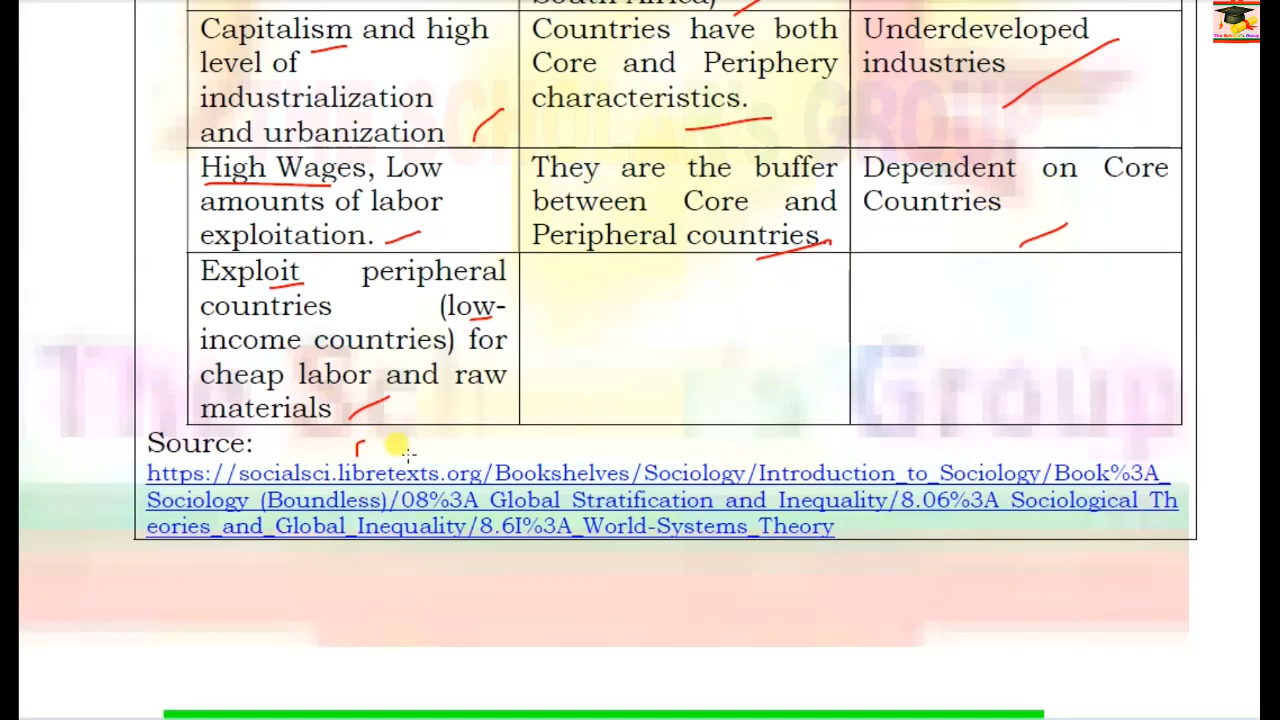 South Africa)
Capitalism and high
level of
industrialization
and urbanization
Countries have both
Core and Periphery
characteristics.
Underdeveloped
industries
High Wages, Low
amounts of labor
exploitation.
They are the buffer
between Core and
Peripheral countries.
Dependent on Core
Countries
Exploit peripheral
countries (low-
income countries) for
cheap labor and raw
materials
Source:
https://socialsci.libretexts.org/Bookshelves/Sociology/Introduction_to_Sociology/Book%3A_
Sociology_(Boundless)/08%3A_Global_Stratification_and_Inequality/8.06%3A_Sociological_Th
eories_and_Global_Inequality/8.6I%3A_World-Systems_Theory